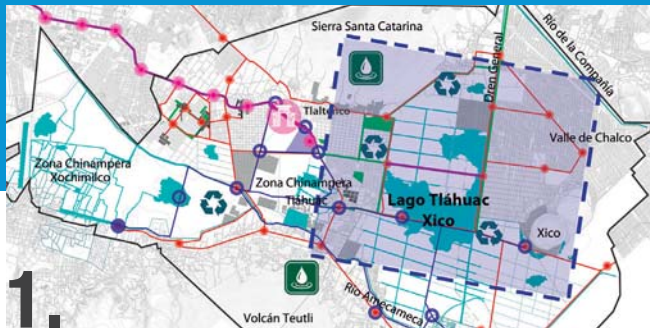 Sierra Santa Catarina
Río de la Compañía
Dren General
Tlaltenco
Valle de Chalco
Zona Chinampera
Xochimilco
Zona Chinampera
Tláhuac
Lago Tláhuac
Xico
Xico
Río Amecameca
Volcán Teutli
1.